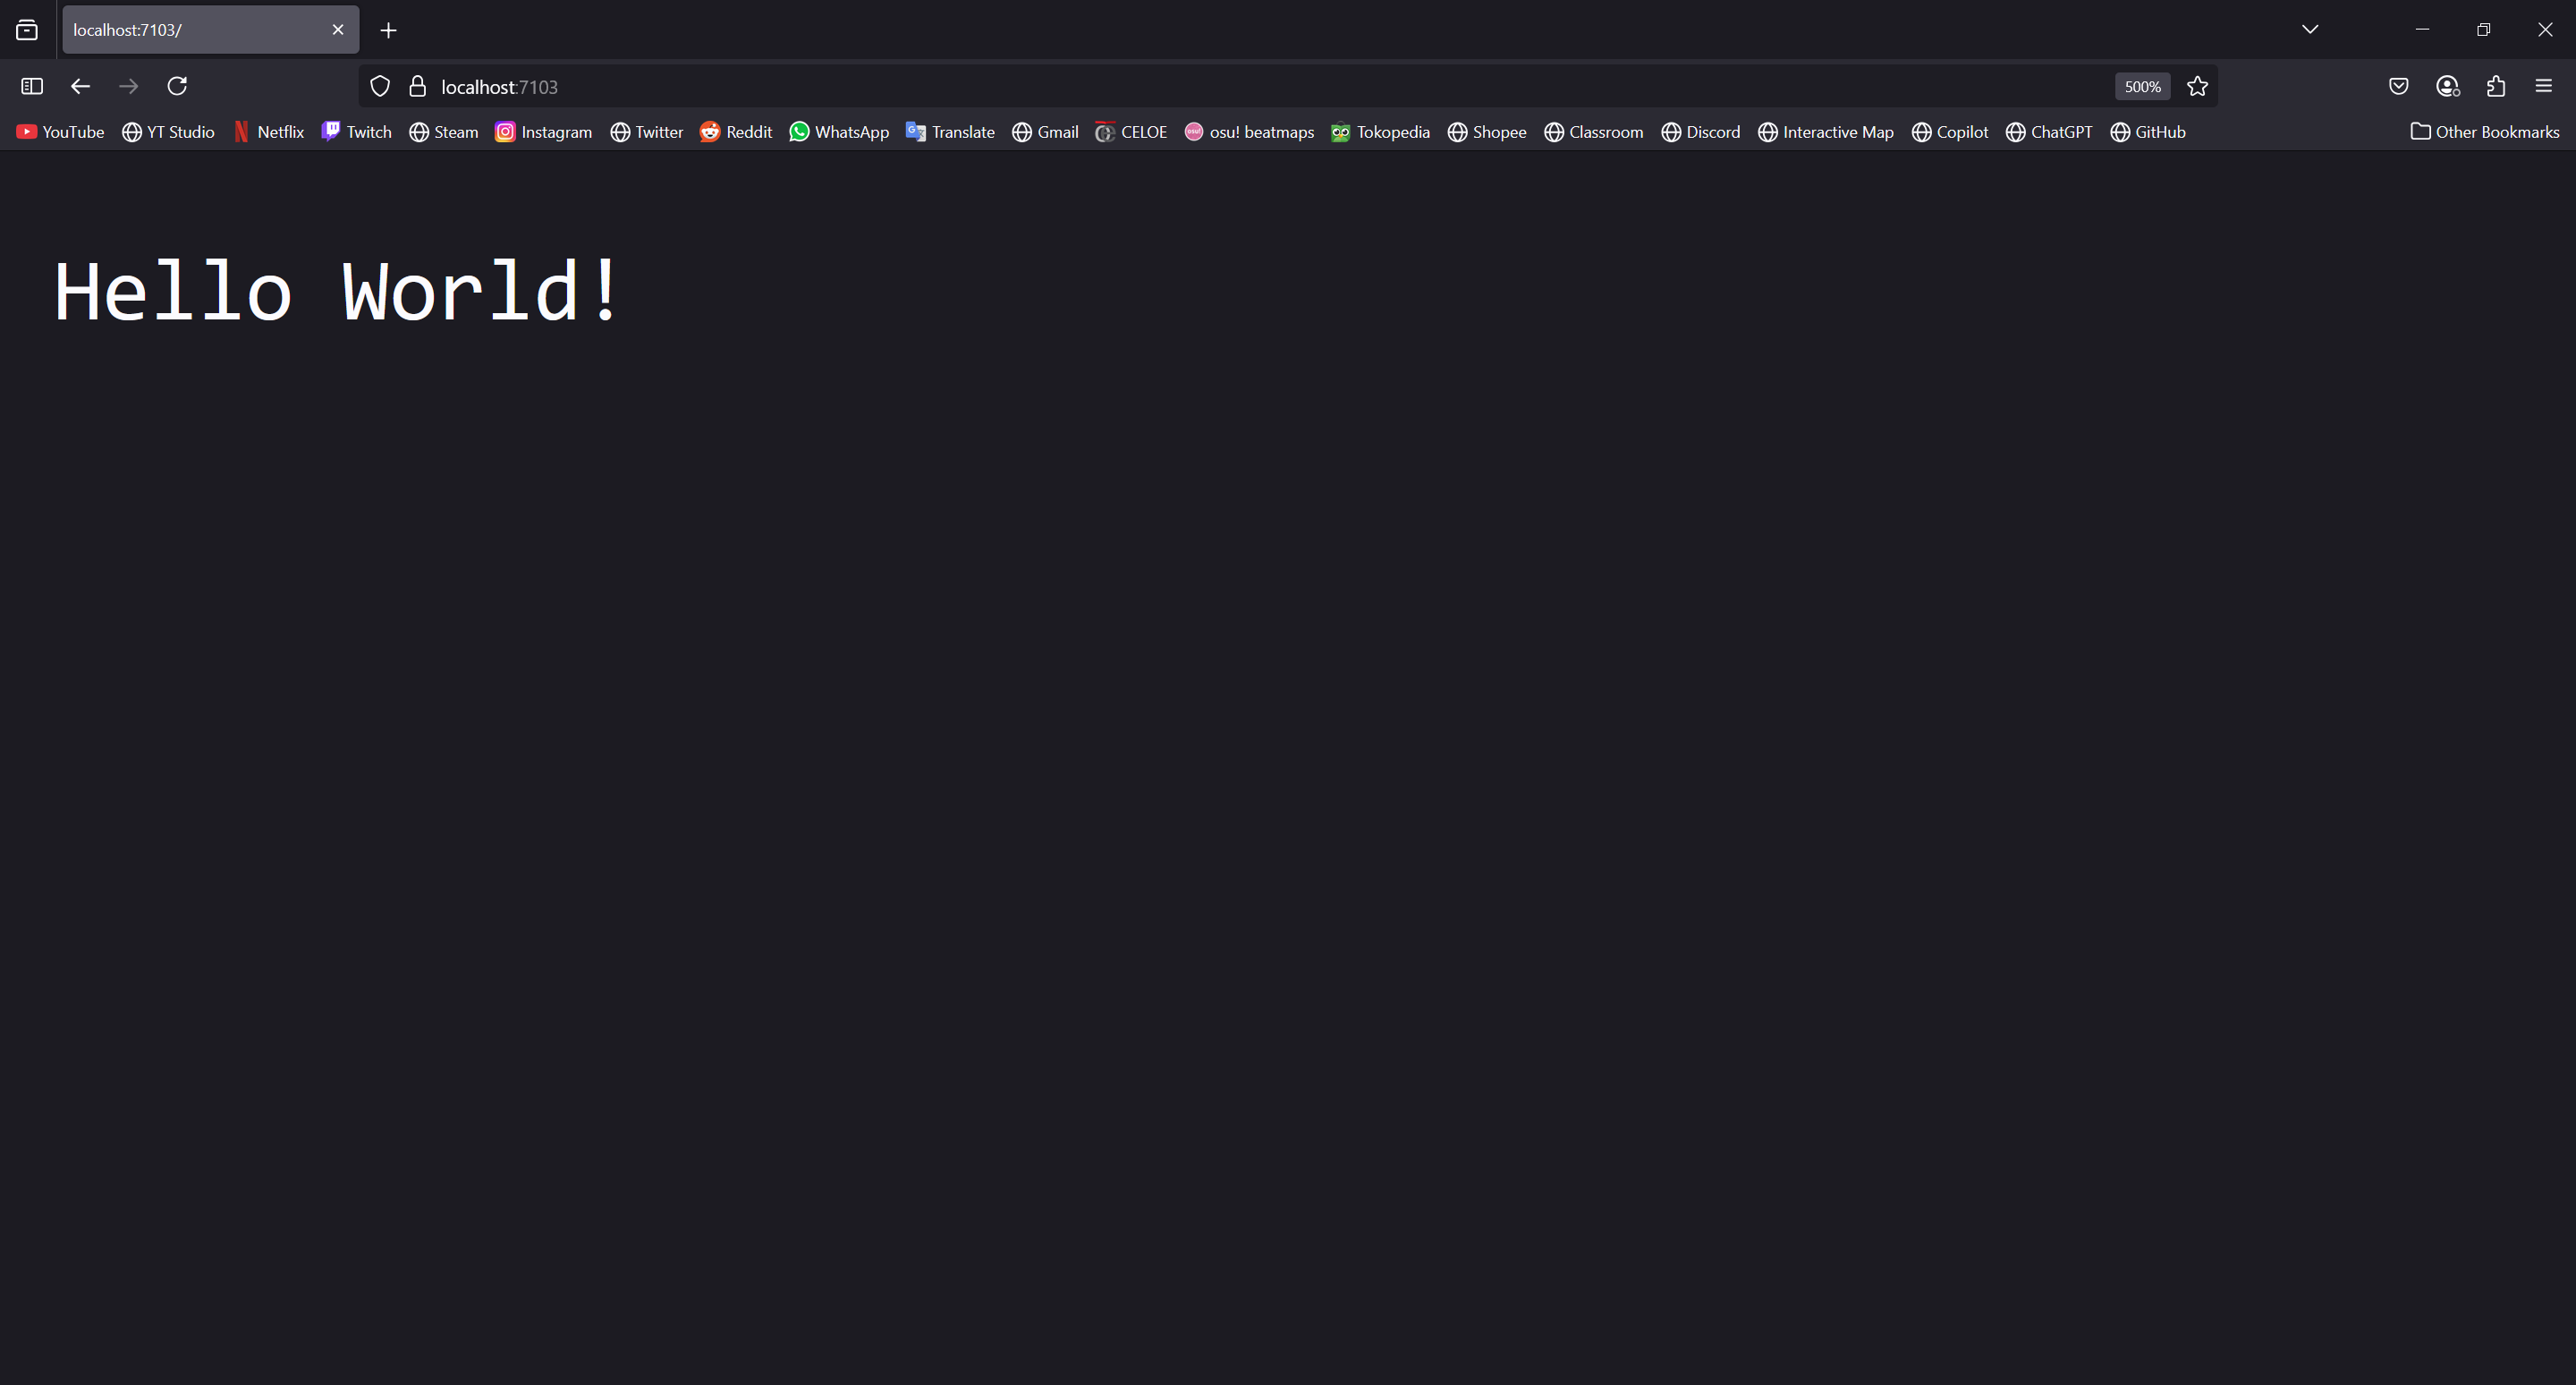 localhost:7103/
localhost:7103
500%
YouTube YT Studio Netflix Twitch Steam Instagram Twitter Reddit WhatsApp Translate Gmail CELOE osu! beatmaps Tokopedia Shopee Classroom Discord Interactive Map Copilot ChatGPT GitHub Other Bookmarks
Hello World!